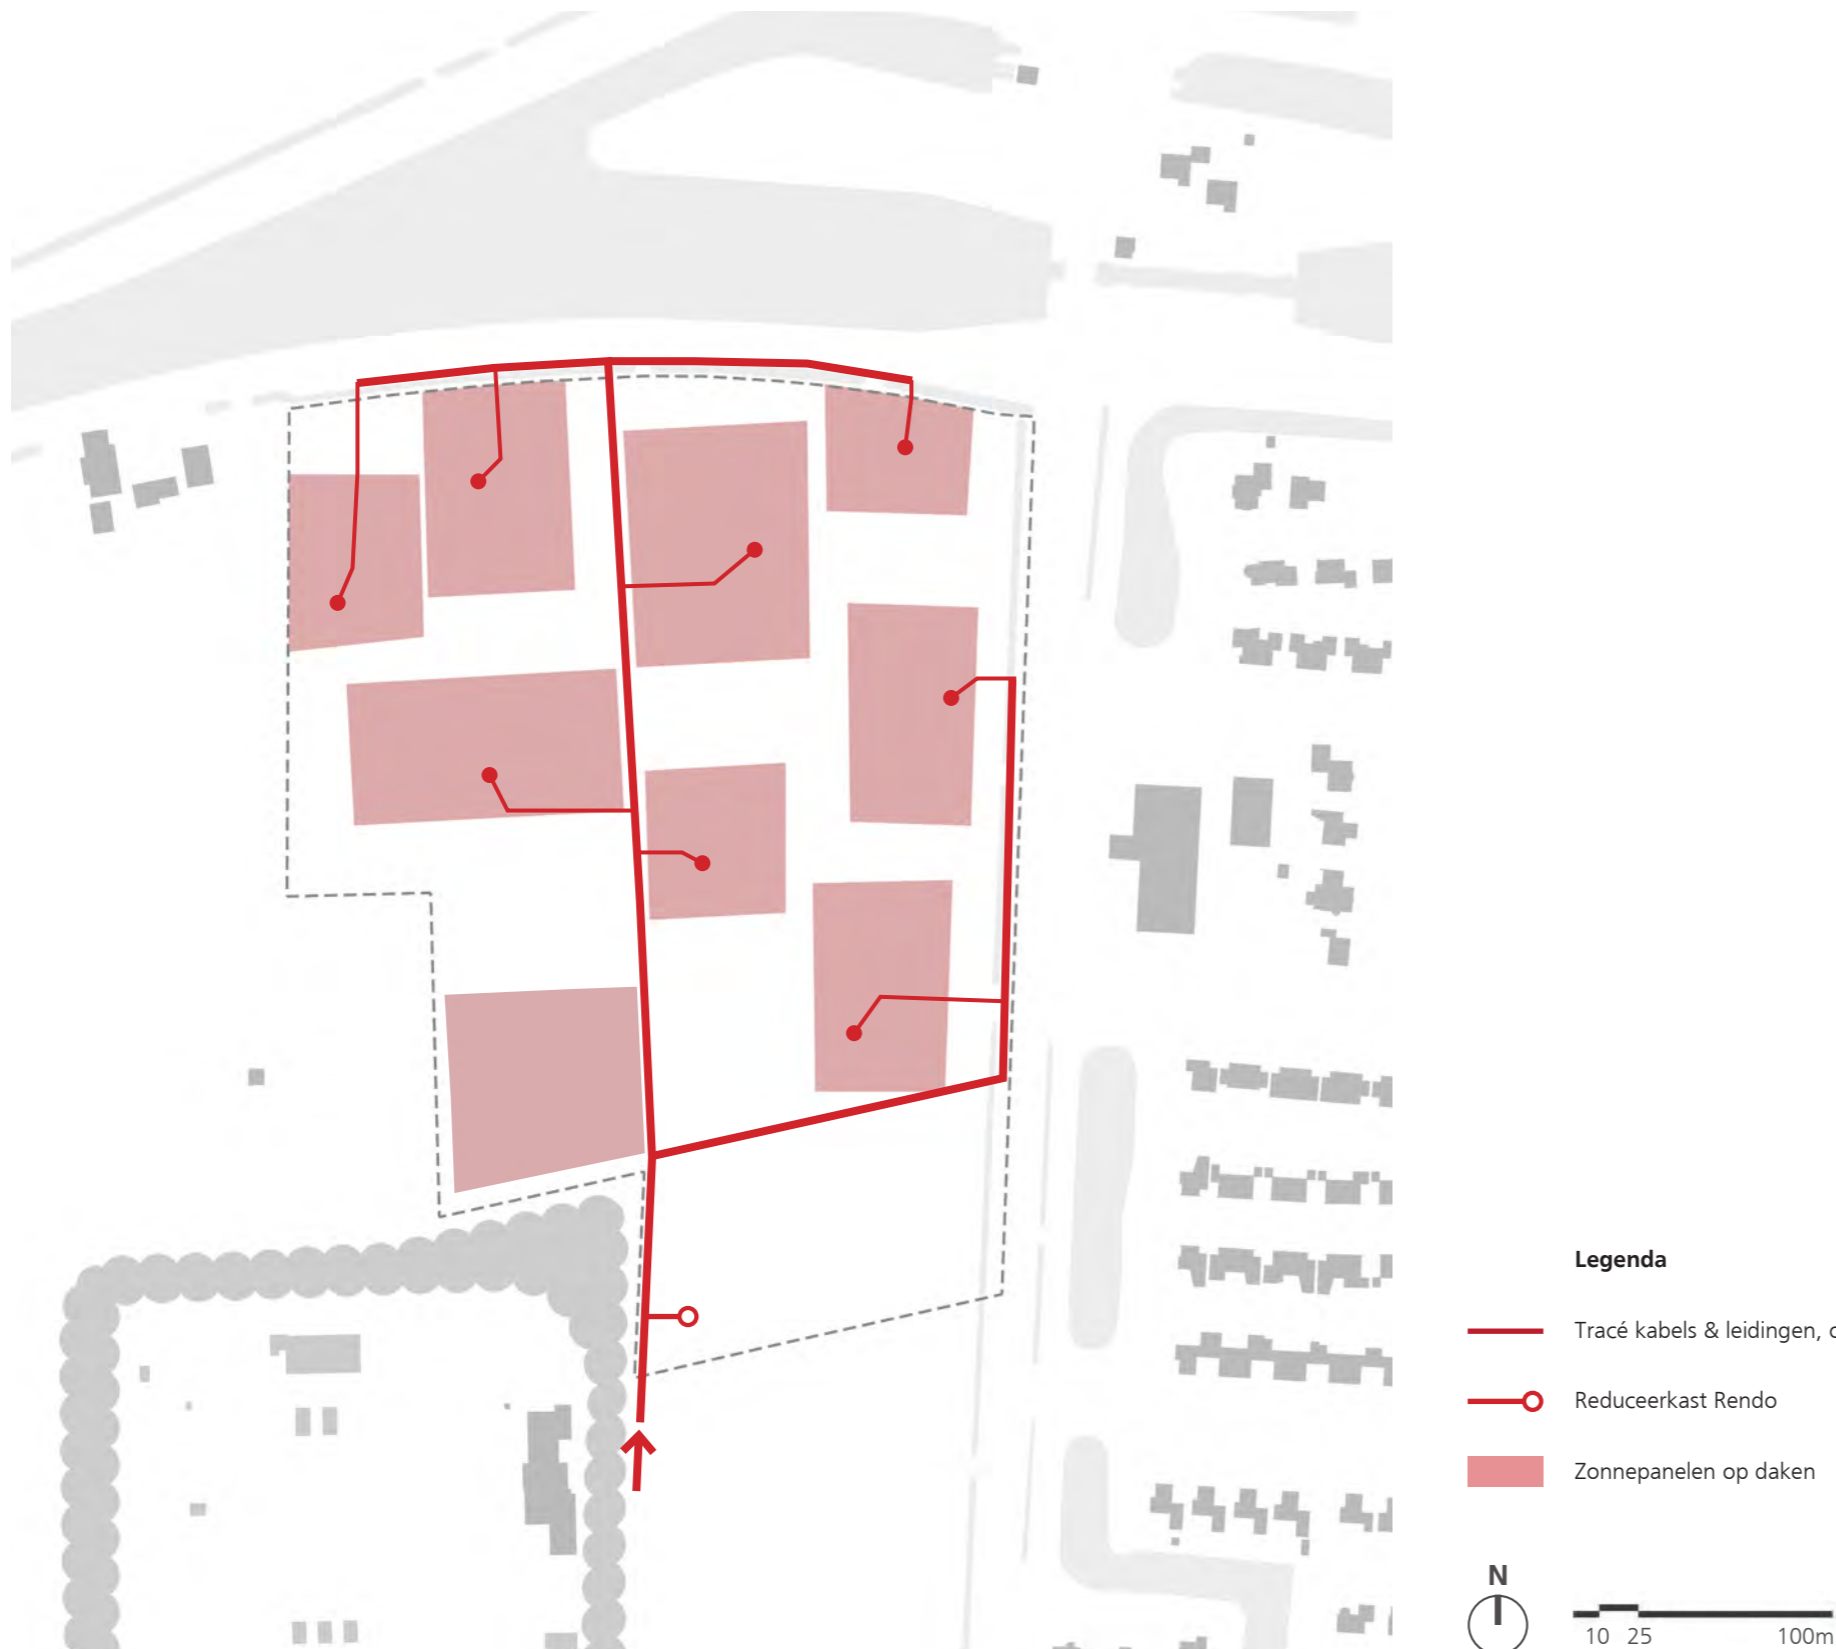 Legenda
Tracé kabels & leidingen,
Reduceerkast Rendo
Zonnepanelen op daken
N
10 25 100m